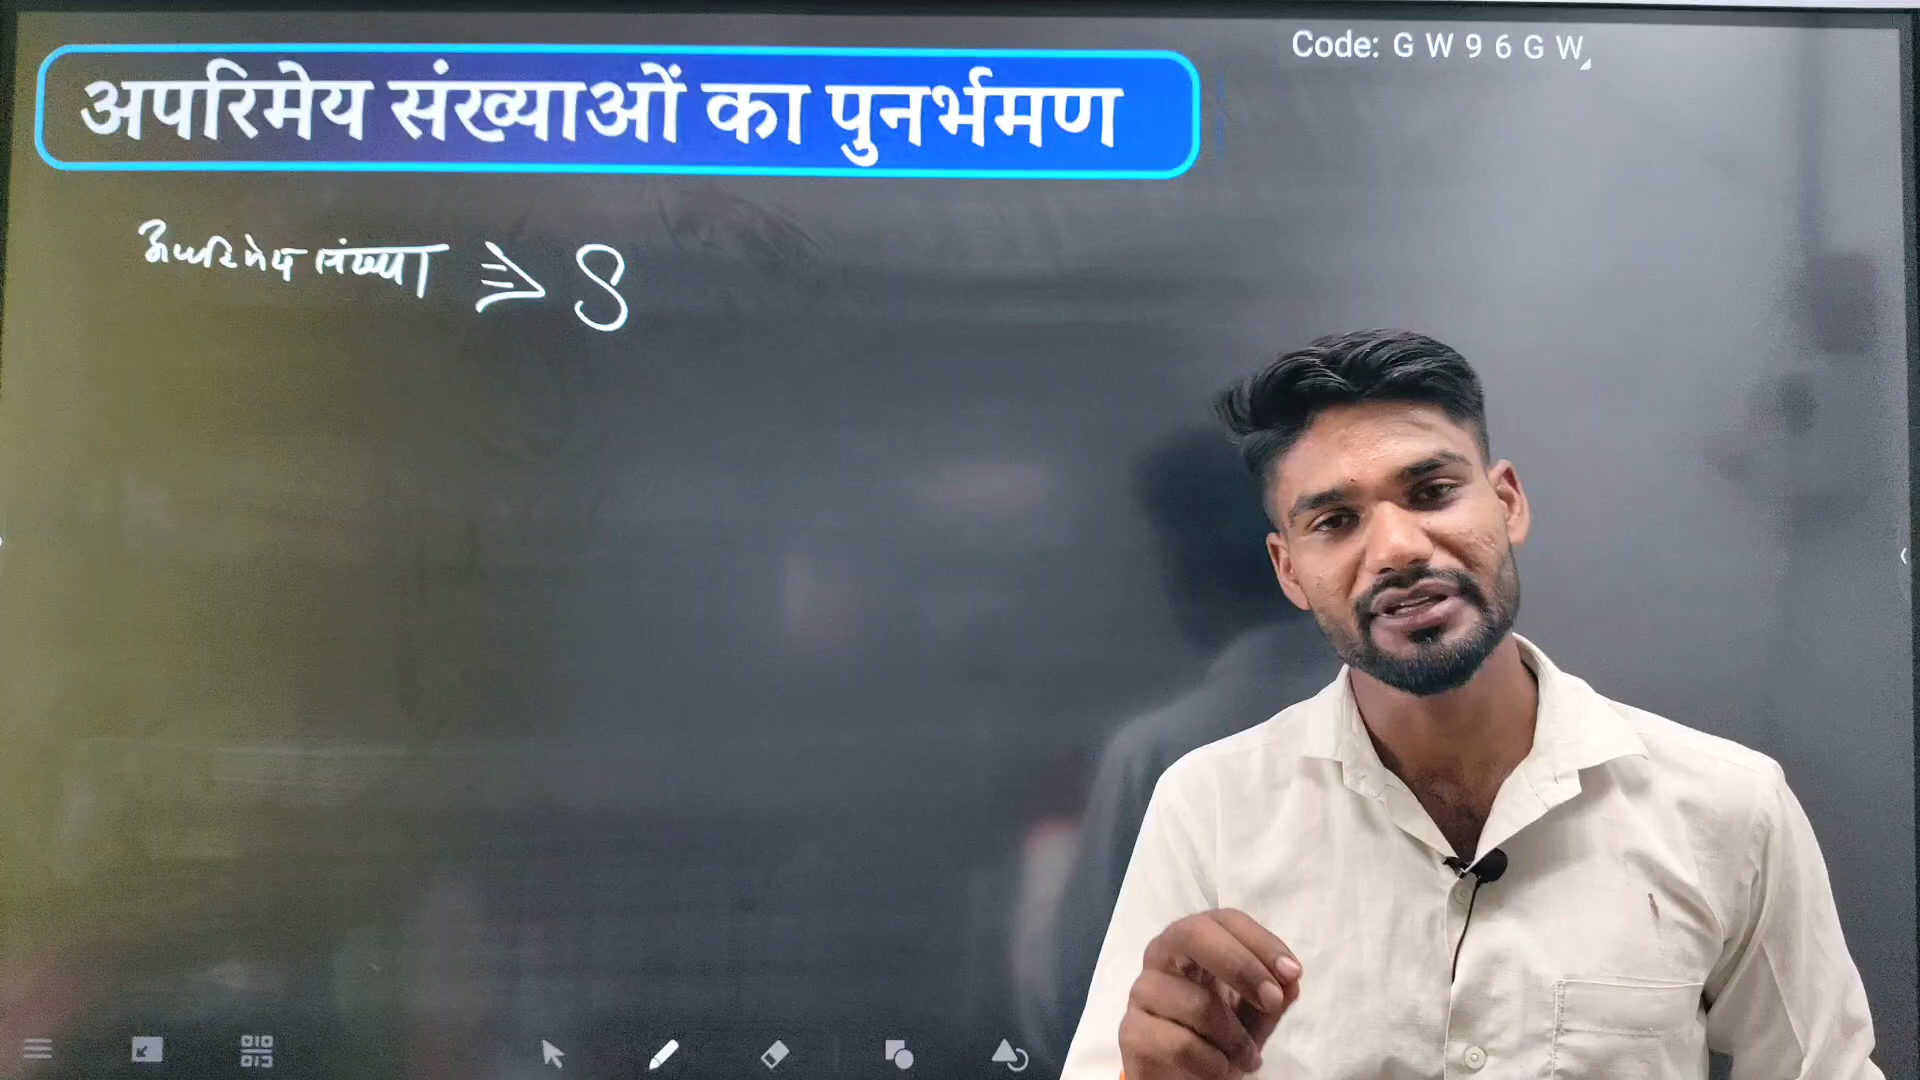 Code: G W 9 6 G W
अपरिमेय संख्याओं का पुनर्भमण
अपरिमेय संख्या ⇒ S